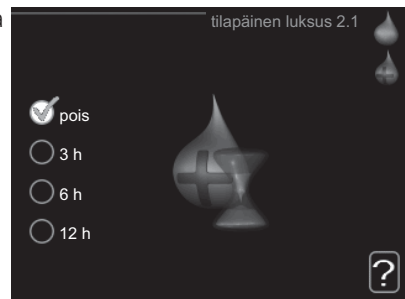 tilapäinen luksus 2.1
pois
3 h
6 h
12 h
?